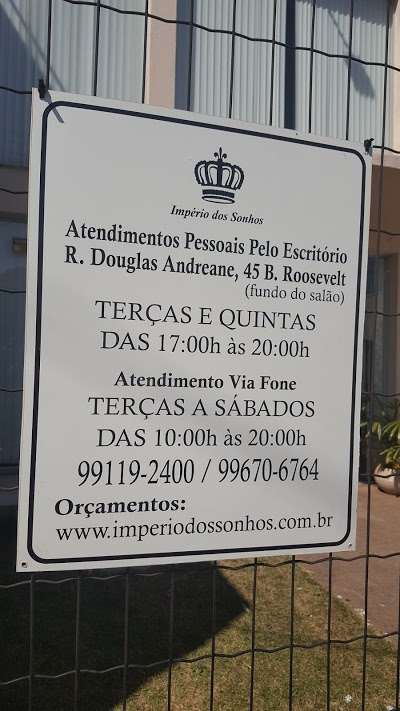 Império dos Sonhos
Atendimentos Pessoais Pelo Escritório
R. Douglas Andreane, 45 B. Roosevelt
(fundo do salão)
TERÇAS E QUINTAS
DAS 17:00h às 20:00h
Atendimento Via Fone
TERÇAS A SÁBADOS
DAS 10:00h às 20:00h
99119-2400 / 99670-6764
Orçamentos:
www.imperiodossonhos.com.br